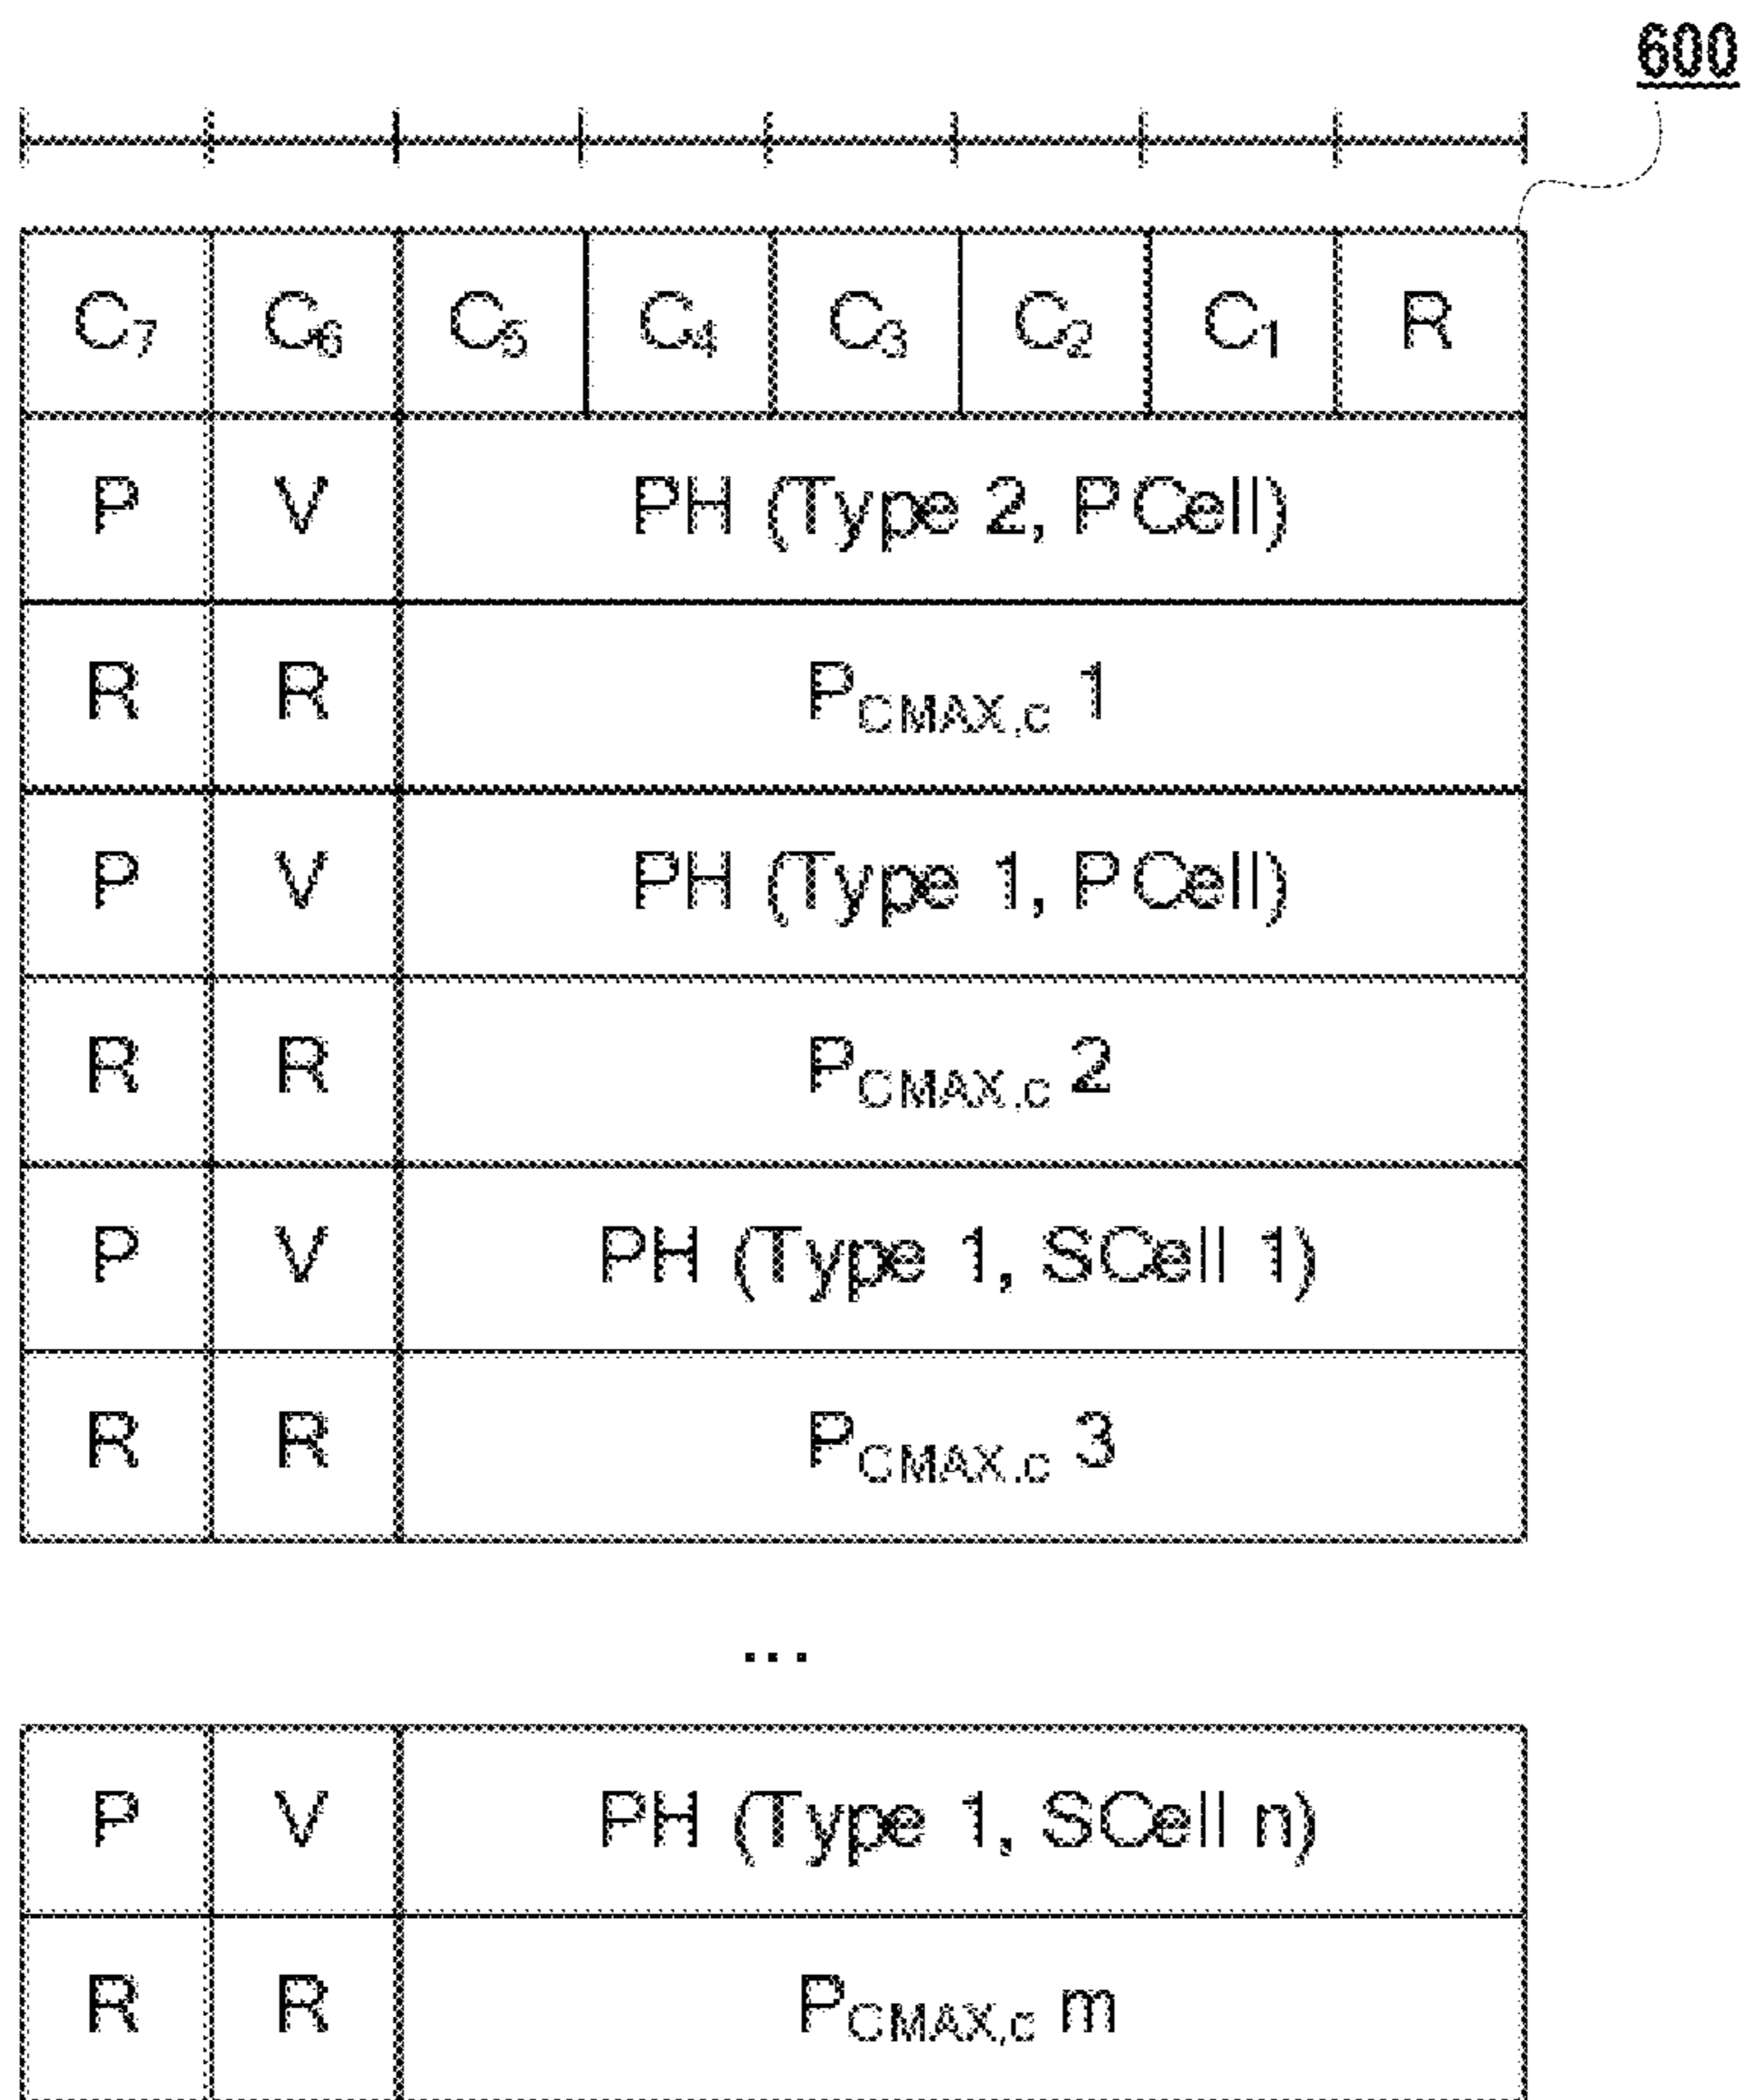 600
C7 C6 C5 C4 C3 C2 C1 R
P V PH (Type 2, PCell)
R R PCMAX,c 1
P V PH (Type 1, PCell)
R R PCMAX,c 2
P V PH (Type 1, SCell 1)
R R PCMAX,c 3
...
P V PH (Type 1, SCell n)
R R PCMAX,c m